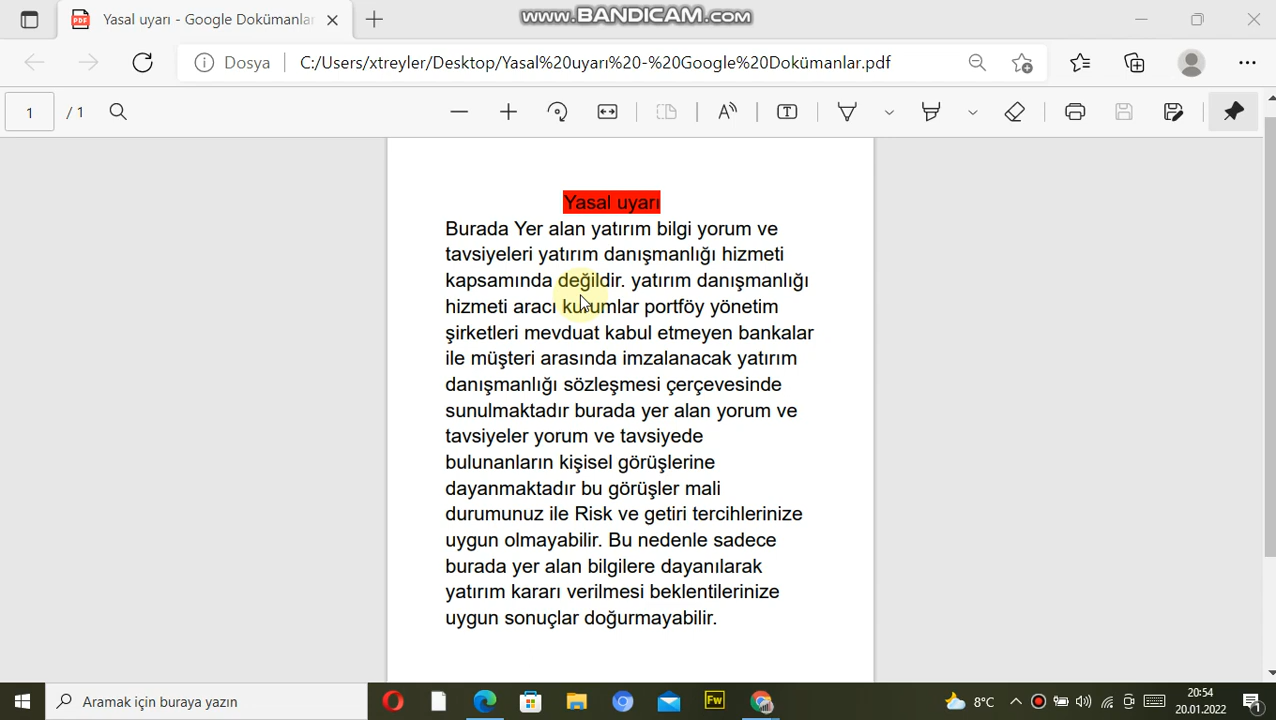 Yasal uyarı - Google Dokümanlar
www.BANDICAM.com
Dosya
C:/Users/xtreyler/Desktop/Yasal%20uyarı%20-%20Google%20Dokümanlar.pdf
1 / 1
Yasal uyarı
Burada Yer alan yatırım bilgi yorum ve
tavsiyeleri yatırım danışmanlığı hizmeti
kapsamında değildir. yatırım danışmanlığı
hizmeti aracı kurumlar portföy yönetim
şirketleri mevduat kabul etmeyen bankalar
ile müşteri arasında imzalanacak yatırım
danışmanlığı sözleşmesi çerçevesinde
sunulmaktadır burada yer alan yorum ve
tavsiyeler yorum ve tavsiyede
bulunanların kişisel görüşlerine
dayanmaktadır bu görüşler mali
durumunuz ile Risk ve getiri tercihlerinize
uygun olmayabilir. Bu nedenle sadece
burada yer alan bilgilere dayanılarak
yatırım kararı verilmesi beklentilerinize
uygun sonuçlar doğurmayabilir.
Aramak için buraya yazın
Fw
8°C
20:54
20.01.2022
1